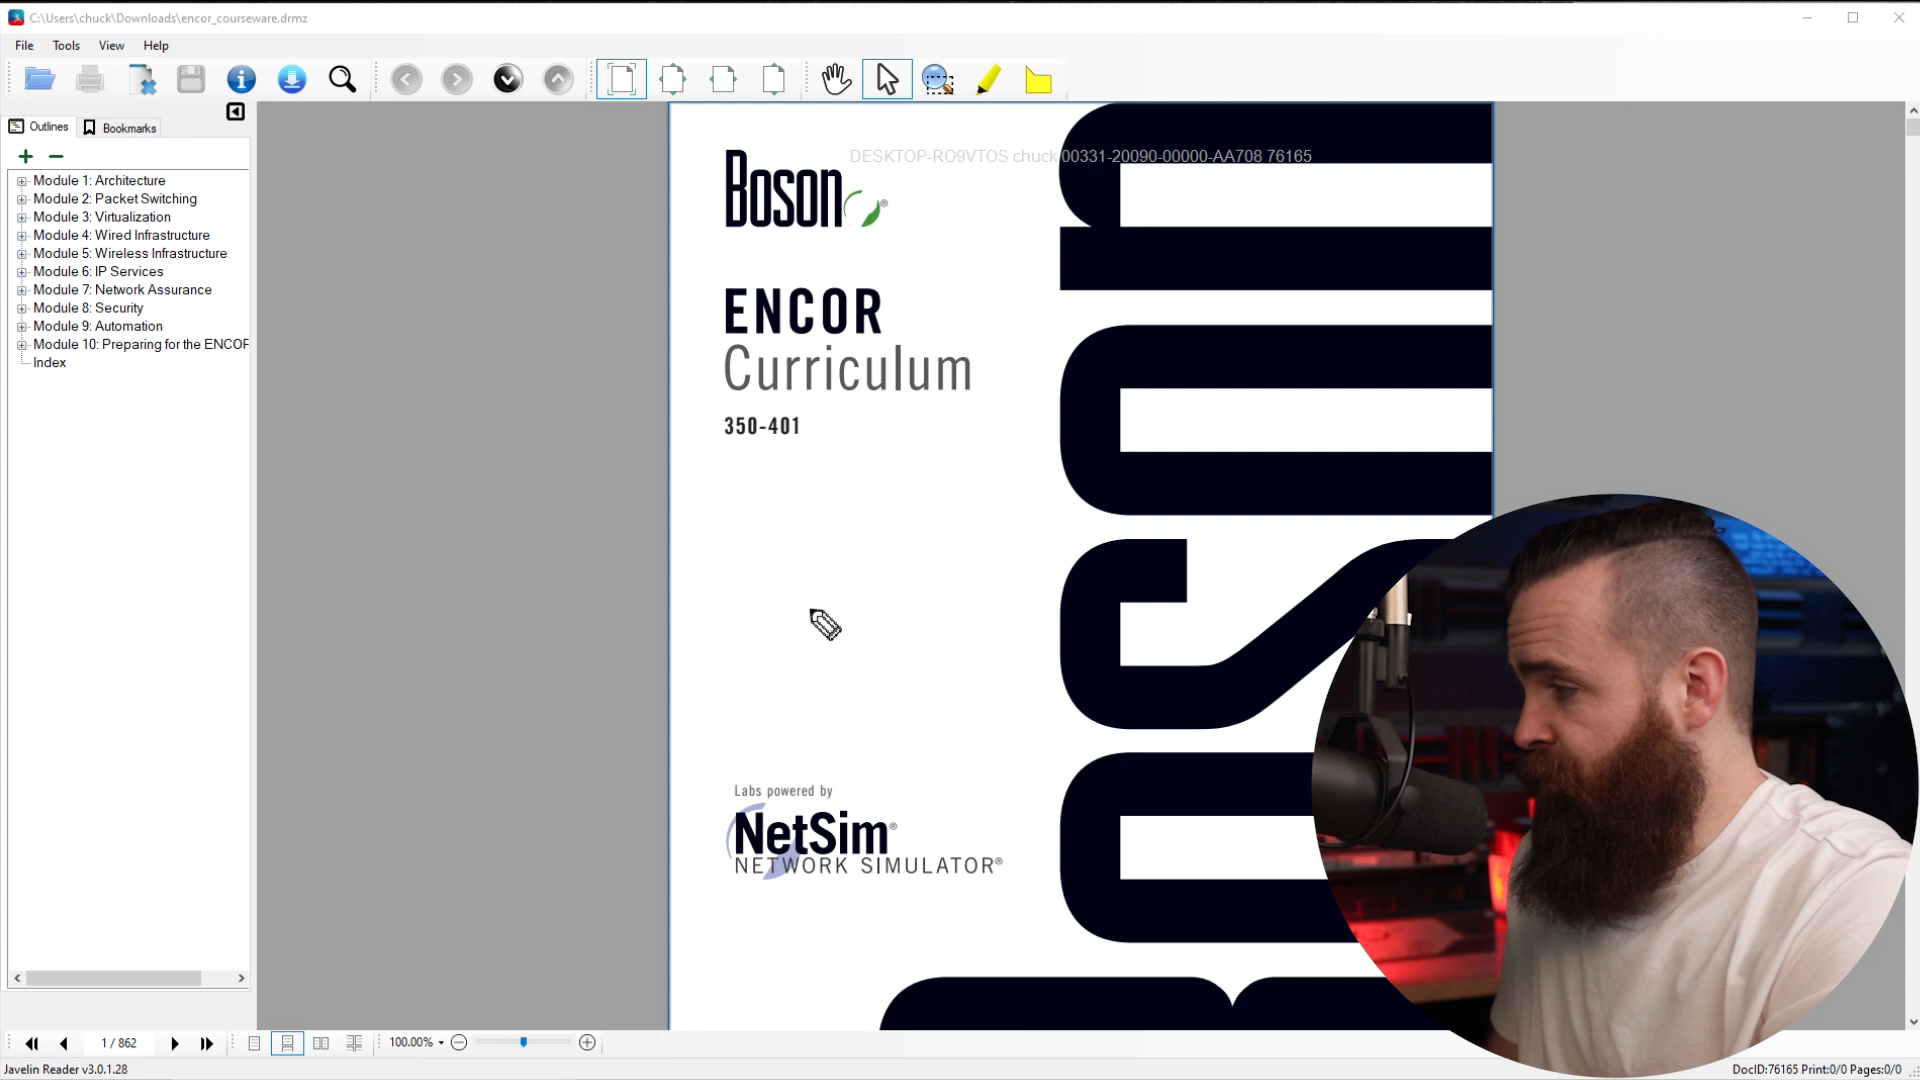 C:\Users\chuck\Downloads\encor_courseware.drmz
File Tools View Help
Outlines Bookmarks
Module 1: Architecture
Module 2: Packet Switching
Module 3: Virtualization
Module 4: Wired Infrastructure
Module 5: Wireless Infrastructure
Module 6: IP Services
Module 7: Network Assurance
Module 8: Security
Module 9: Automation
Module 10: Preparing for the ENCOR
Index
DESKTOP-RO9VTOS chuck 00331-20090-00000-AA708 76165
Boson®
ENCOR
Curriculum
350-401
Labs powered by
NetSim®
NETWORK SIMULATOR®
BOSON
1 / 862
100.00%
Javelin Reader v3.0.1.28
DocID:76165 Print:0/0 Pages:0/0